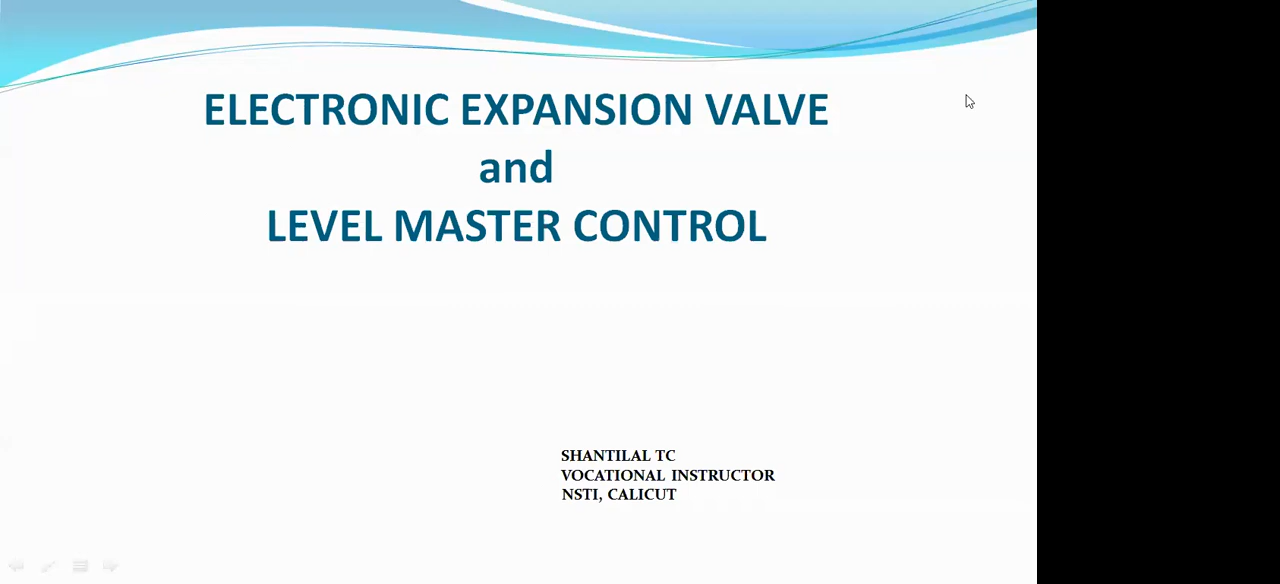 ELECTRONIC EXPANSION VALVE
and
LEVEL MASTER CONTROL
SHANTILAL TC
VOCATIONAL INSTRUCTOR
NSTI, CALICUT